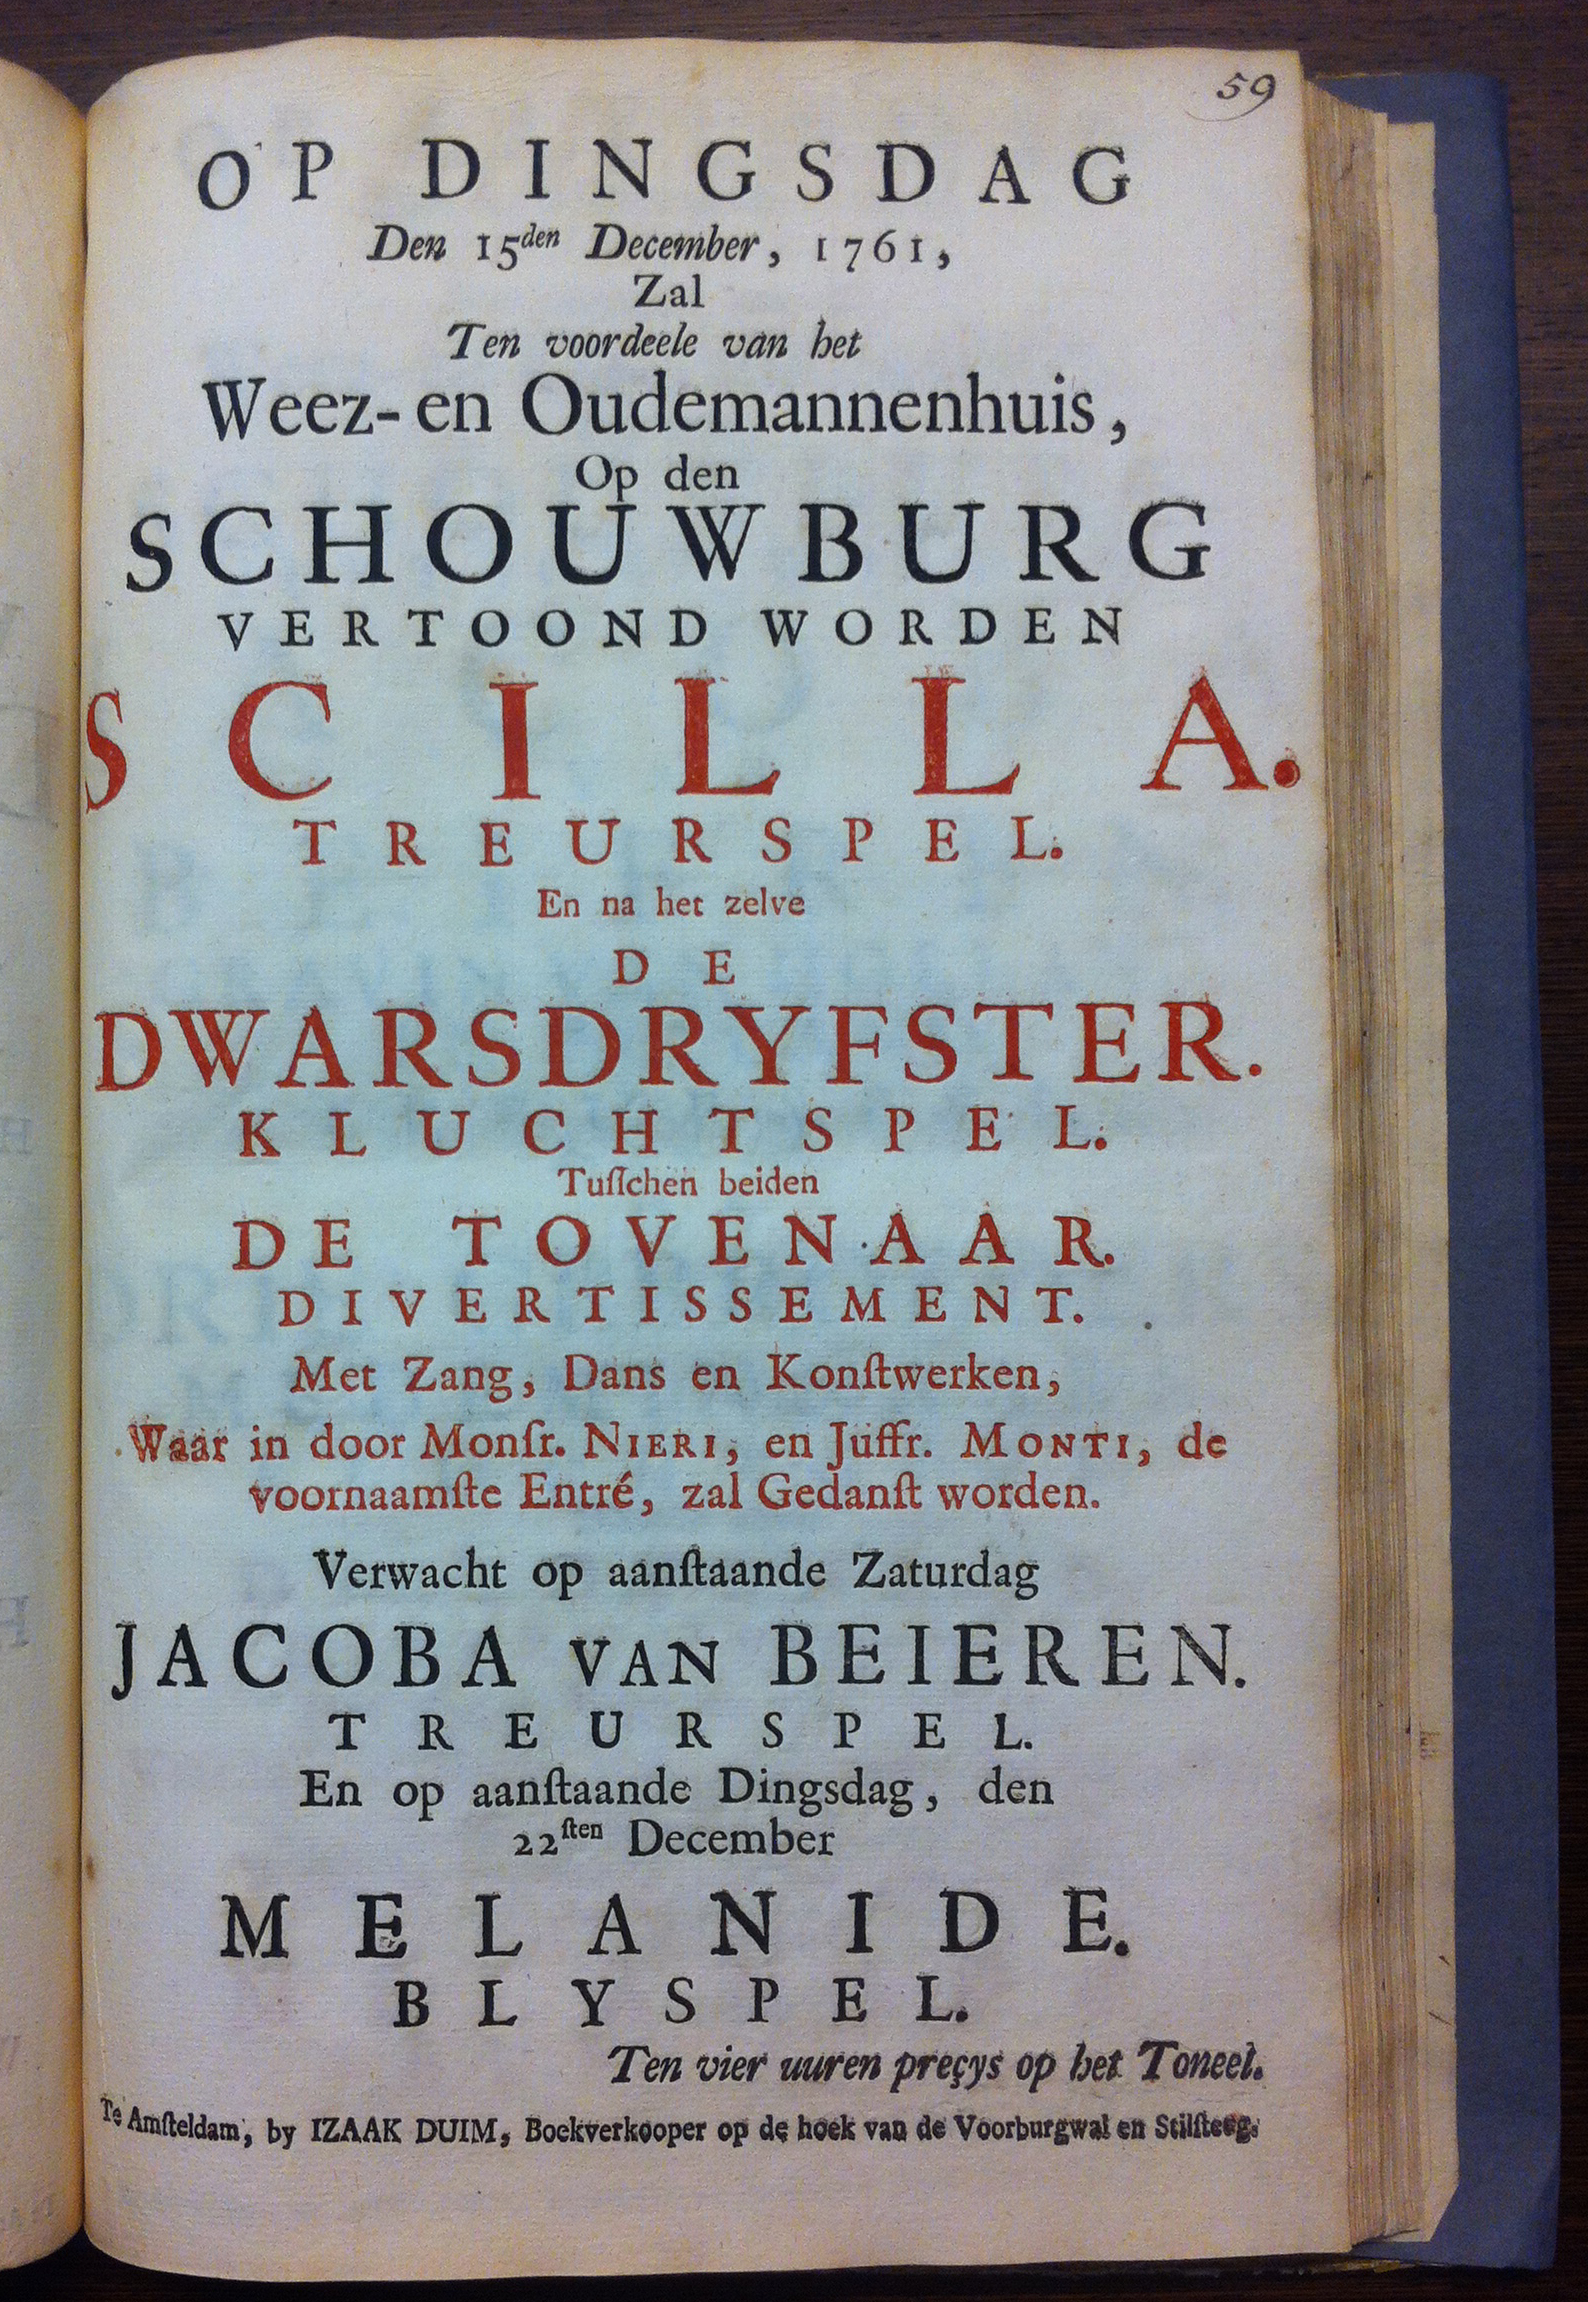 59
OP DINGSDAG
Den 15den December, 1761,
Zal
Ten voordeele van het
Weez- en Oudemannenhuis,
Op den
SCHOUWBURG
VERTOOND WORDEN
SCILLA.
TREURSPEL.
En na het zelve
DE
DWARSDRYFSTER.
KLUCHTSPEL.
Tuſſchen beiden
DE TOVENAAR.
DIVERTISSEMENT.
Met Zang, Dans en Konſtwerken,
Waar in door Monſr. NIERI, en Juffr. MONTI, de
voornaamſte Entré, zal Gedanſt worden.
Verwacht op aanſtaande Zaturdag
JACOBA VAN BEIEREN.
TREURSPEL.
En op aanſtaande Dingsdag, den
22ſten December
MELANIDE.
BLYSPEL.
Ten vier uuren preçys op het Toneel.
Te Amſteldam, by IZAAK DUIM, Boekverkooper op de hoek van de Voorburgwal en Stilſteeg.